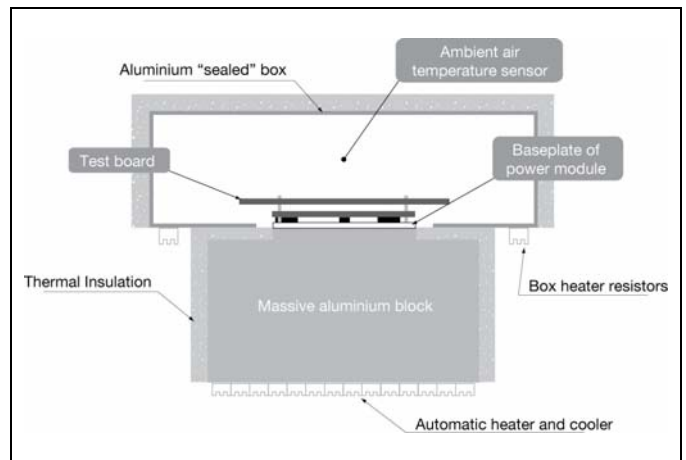 Ambient air
temperature sensor
Aluminium “sealed” box
Test board
Baseplate of
power module
Thermal Insulation
Massive aluminium block
Box heater resistors
Automatic heater and cooler